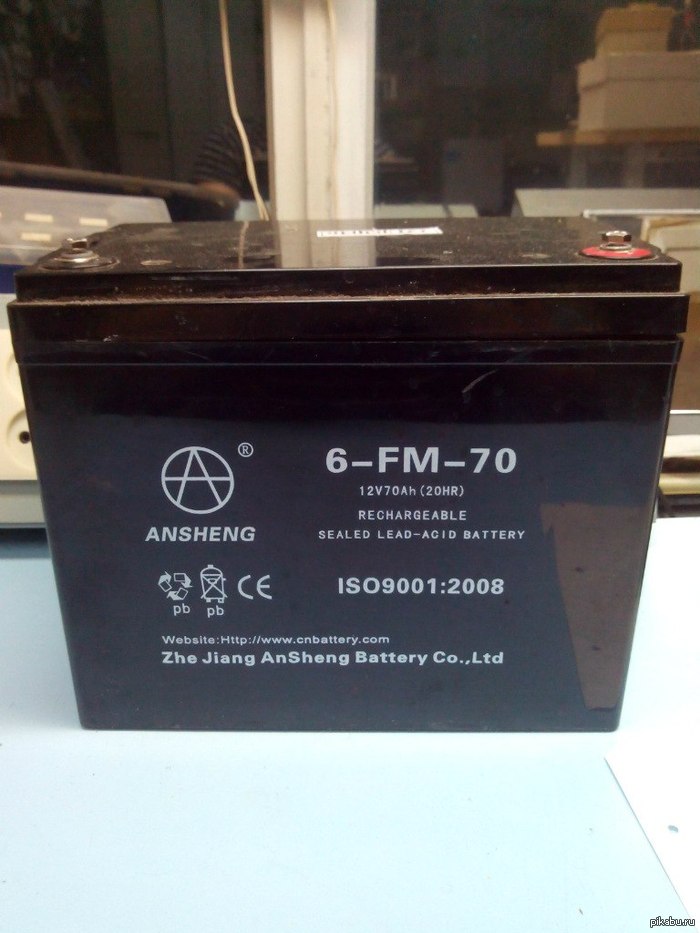 6-FM-70
12V70Ah(20HR)
RECHARGEABLE
SEALED LEAD-ACID BATTERY
®
ANSHENG
pb pb
CE
ISO9001:2008
Website:Http://www.cnbattery.com
Zhe Jiang AnSheng Battery Co.,Ltd
pikabu.ru